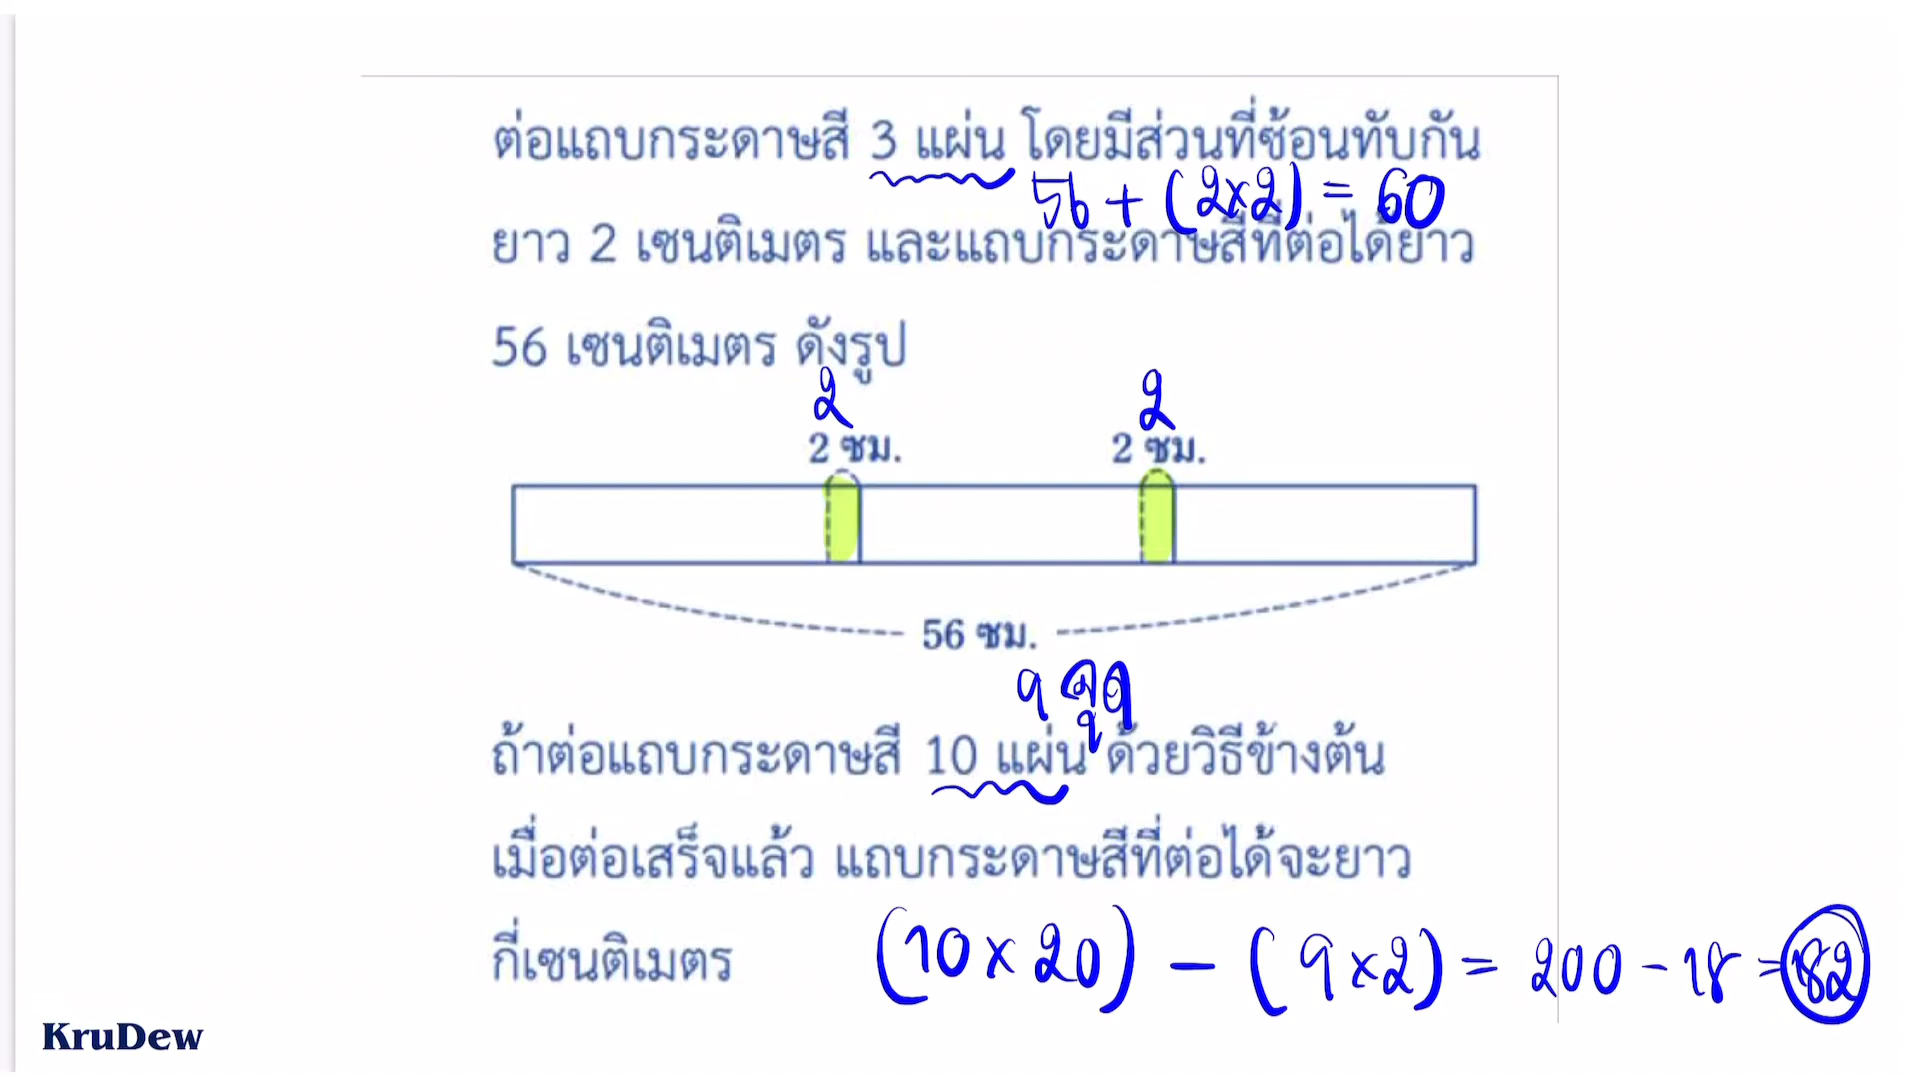 ต่อแถบกระดาษสี 3 แผ่น โดยมีส่วนที่ซ้อนทับกัน
56 + (2×2) = 60
ยาว 2 เซนติเมตร และแถบกระดาษสีที่ต่อได้ยาว
56 เซนติเมตร ดังรูป
2 2
2 ซม. 2 ซม.
56 ซม.
9 จุด
ถ้าต่อแถบกระดาษสี 10 แผ่น ด้วยวิธีข้างต้น
เมื่อต่อเสร็จแล้ว แถบกระดาษสีที่ต่อได้จะยาว
กี่เซนติเมตร
(10 × 20) - (9 × 2) = 200 - 18 = 182
KruDew